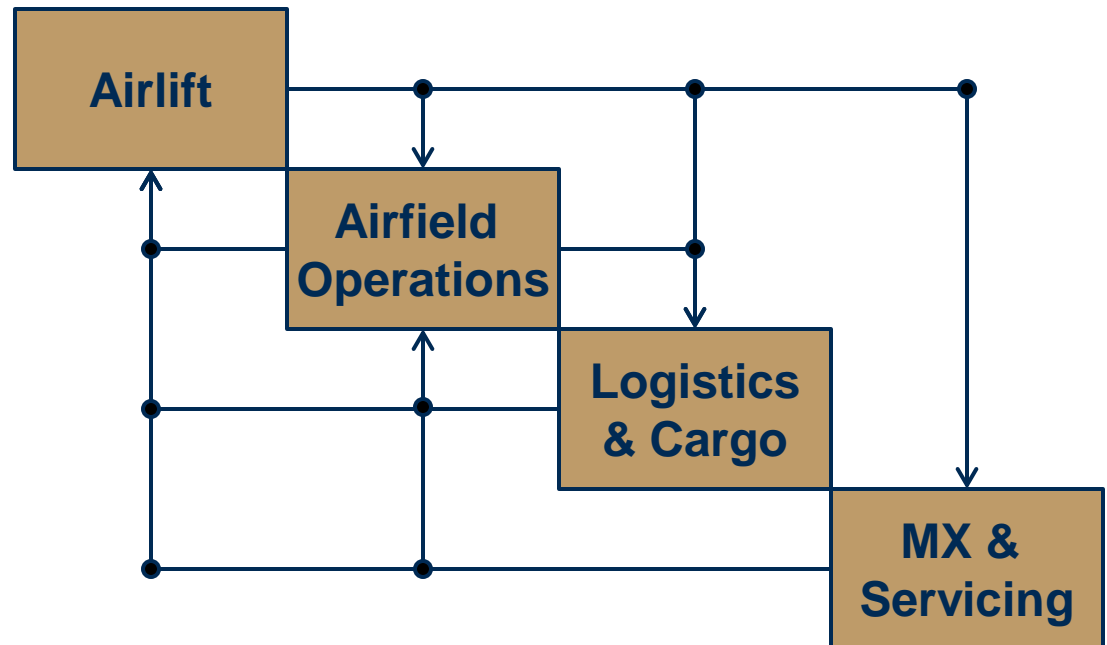 Airlift
Airfield
Operations
Logistics
& Cargo
MX &
Servicing